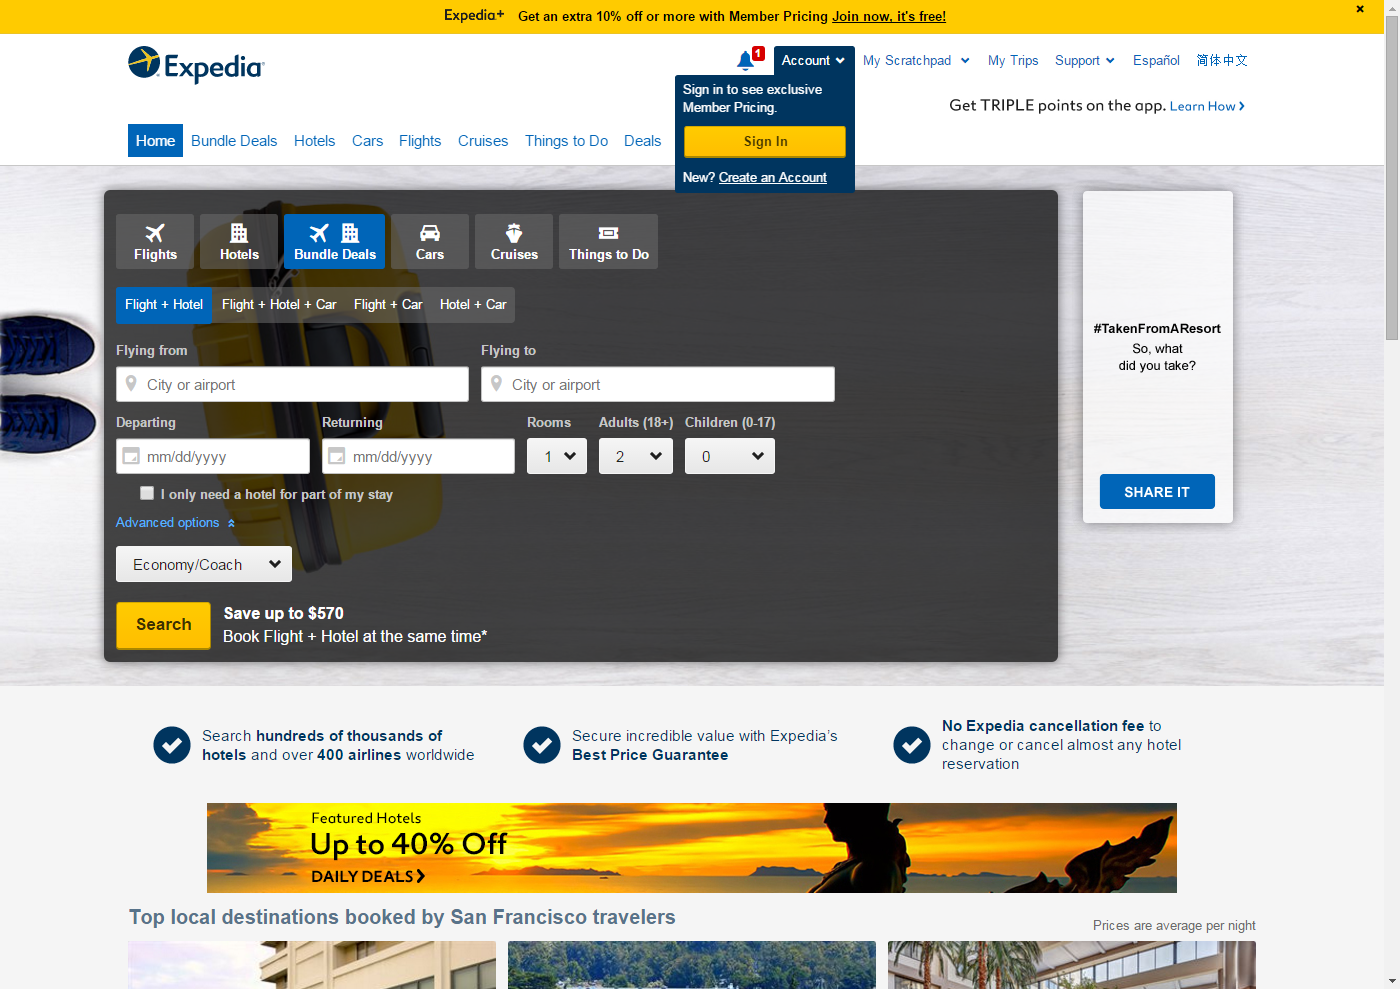 Expedia+ Get an extra 10% off or more with Member Pricing Join now, it's free!
Expedia
1
Account
My Scratchpad
My Trips
Support
Español
简体中文
Sign in to see exclusive
Member Pricing.
Sign In
New? Create an Account
Get TRIPLE points on the app. Learn How
Home
Bundle Deals
Hotels
Cars
Flights
Cruises
Things to Do
Deals
Flights
Hotels
Bundle Deals
Cars
Cruises
Things to Do
Flight + Hotel
Flight + Hotel + Car
Flight + Car
Hotel + Car
Flying from
Flying to
City or airport
City or airport
Departing
Returning
Rooms
Adults (18+)
Children (0-17)
mm/dd/yyyy
mm/dd/yyyy
1
2
0
I only need a hotel for part of my stay
Advanced options
Economy/Coach
Search
Save up to $570
Book Flight + Hotel at the same time*
#TakenFromAResort
So, what
did you take?
SHARE IT
Search hundreds of thousands of
hotels and over 400 airlines worldwide
Secure incredible value with Expedia's
Best Price Guarantee
No Expedia cancellation fee to
change or cancel almost any hotel
reservation
Featured Hotels
Up to 40% Off
DAILY DEALS
Top local destinations booked by San Francisco travelers
Prices are average per night